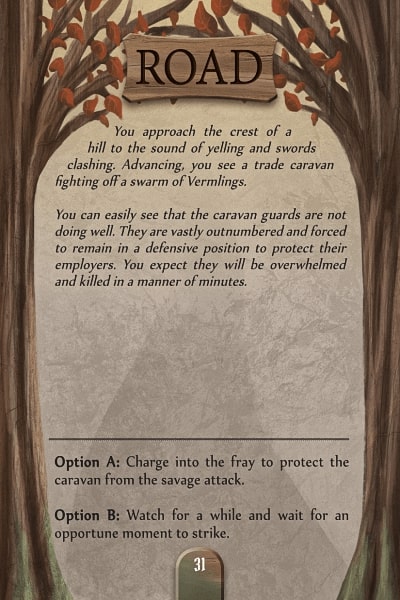 ROAD
You approach the crest of a
hill to the sound of yelling and swords
clashing. Advancing, you see a trade caravan
fighting off a swarm of Vermlings.
You can easily see that the caravan guards are not
doing well. They are vastly outnumbered and forced
to remain in a defensive position to protect their
employers. You expect they will be overwhelmed
and killed in a manner of minutes.
Option A: Charge into the fray to protect the
caravan from the savage attack.
Option B: Watch for a while and wait for an
opportune moment to strike.
31